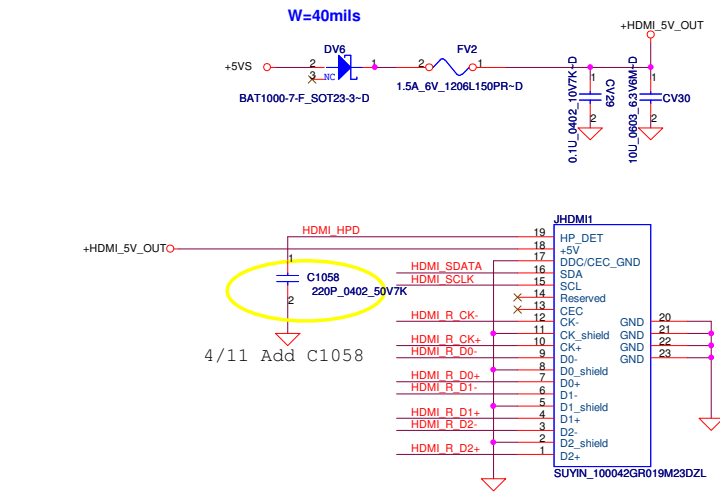 W=40mils
+HDMI_5V_OUT
DV6
FV2
+5VS
2
3
NC
1
2
1
BAT1000-7-F_SOT23-3~D
1.5A_6V_1206L150PR~D
0.1U_0402_10V7K~D
1
2
CV29
10U_0603_6.3V6M~D
1
2
CV30
JHDMI1
HDMI_HPD
19
HP_DET
+HDMI_5V_OUT
18
+5V
17
DDC/CEC_GND
HDMI_SDATA
16
SDA
HDMI_SCLK
15
SCL
14
Reserved
13
CEC
HDMI_R_CK-
12
CK-
11
CK_shield
HDMI_R_CK+
10
CK+
HDMI_R_D0-
9
D0-
8
D0_shield
HDMI_R_D0+
7
D0+
HDMI_R_D1-
6
D1-
5
D1_shield
HDMI_R_D1+
4
D1+
HDMI_R_D2-
3
D2-
2
D2_shield
HDMI_R_D2+
1
D2+
GND
20
GND
21
GND
22
GND
23
SUYIN_100042GR019M23DZL
1
C1058
220P_0402_50V7K
2
4/11 Add C1058